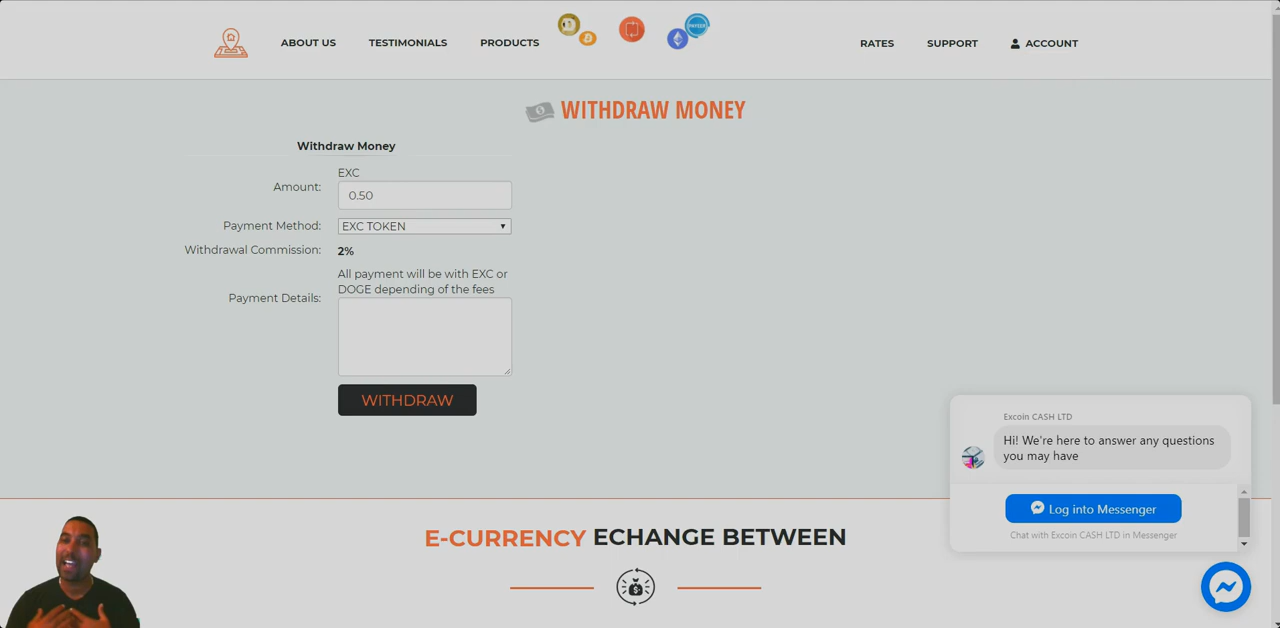 ABOUT US
TESTIMONIALS
PRODUCTS
RATES
SUPPORT
ACCOUNT
WITHDRAW MONEY
Withdraw Money
EXC
Amount:
0.50
Payment Method:
EXC TOKEN
Withdrawal Commission:
2%
All payment will be with EXC or
DOGE depending of the fees
Payment Details:
WITHDRAW
Excoin CASH LTD
Hi! We're here to answer any questions
you may have
Log into Messenger
Chat with Excoin CASH LTD in Messenger
E-CURRENCY ECHANGE BETWEEN